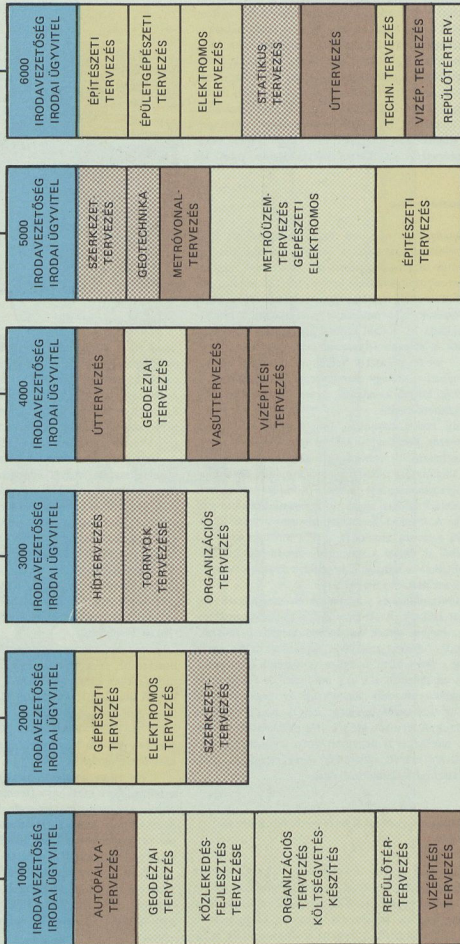 1000
IRODAVEZETŐSÉG
IRODAI ÜGYVITEL
AUTÓPÁLYA-
TERVEZÉS
GEODÉZIAI
TERVEZÉS
KÖZLEKEDÉS-
FEJLESZTÉS
TERVEZÉSE
ORGANIZÁCIÓS
TERVEZÉS
KÖLTSÉGVETÉS-
KÉSZÍTÉS
REPÜLŐTÉR-
TERVEZÉS
VÍZÉPÍTÉSI
TERVEZÉS
2000
IRODAVEZETŐSÉG
IRODAI ÜGYVITEL
GÉPÉSZETI
TERVEZÉS
ELEKTROMOS
TERVEZÉS
SZERKEZET-
TERVEZÉS
3000
IRODAVEZETŐSÉG
IRODAI ÜGYVITEL
HÍDTERVEZÉS
TORNYOK
TERVEZÉSE
ORGANIZÁCIÓS
TERVEZÉS
4000
IRODAVEZETŐSÉG
IRODAI ÜGYVITEL
ÚTTERVEZÉS
GEODÉZIAI
TERVEZÉS
VASÚTTERVEZÉS
VÍZÉPÍTÉSI
TERVEZÉS
5000
IRODAVEZETŐSÉG
IRODAI ÜGYVITEL
SZERKEZET
TERVEZÉS
GEOTECHNIKA
METRÓVONAL-
TERVEZÉS
METRÓÜZEM-
TERVEZÉS
GÉPÉSZETI
ELEKTROMOS
ÉPITÉSZETI
TERVEZÉS
6000
IRODAVEZETŐSÉG
IRODAI ÜGYVITEL
ÉPÍTÉSZETI
TERVEZÉS
ÉPÜLETGÉPÉSZETI
TERVEZÉS
ELEKTROMOS
TERVEZÉS
STATIKUS
TERVEZÉS
ÚTTERVEZÉS
TECHN. TERVEZÉS
VIZÉP. TERVEZÉS
REPÜLŐTÉRTERV.